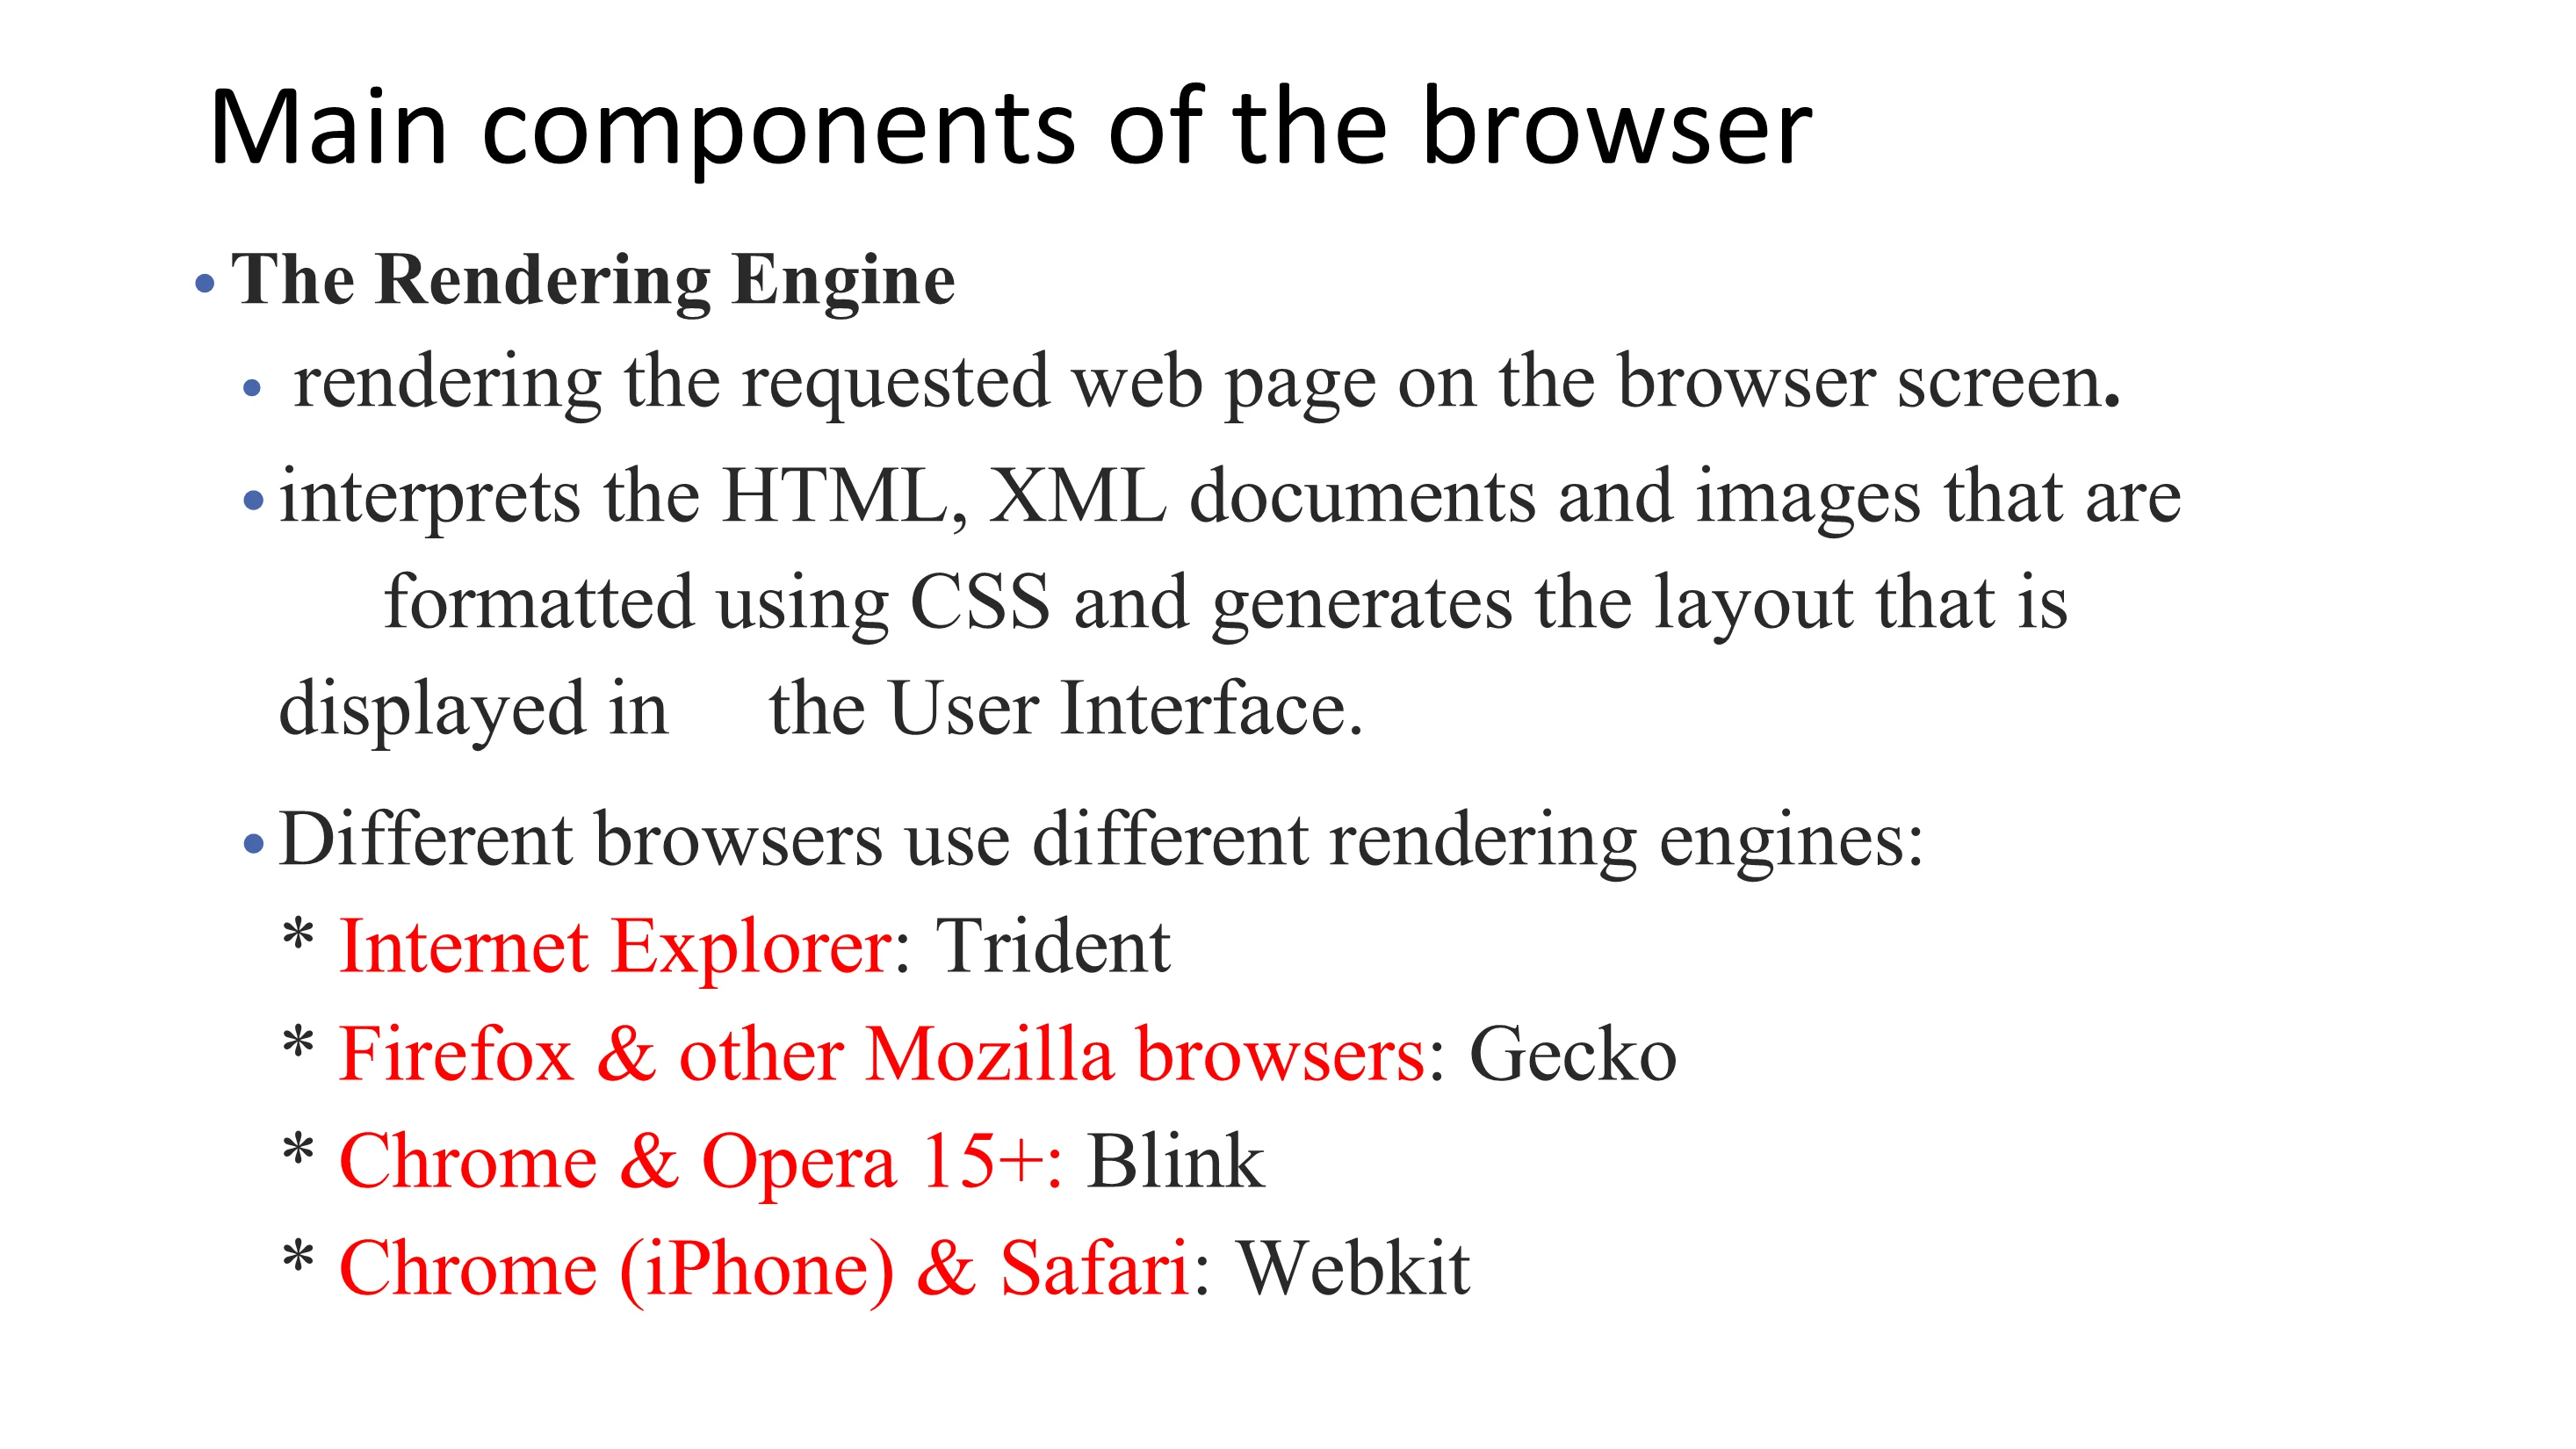 Main components of the browser
• The Rendering Engine
• rendering the requested web page on the browser screen.
• interprets the HTML, XML documents and images that are
formatted using CSS and generates the layout that is
displayed in the User Interface.
• Different browsers use different rendering engines:
* Internet Explorer: Trident
* Firefox & other Mozilla browsers: Gecko
* Chrome & Opera 15+: Blink
* Chrome (iPhone) & Safari: Webkit